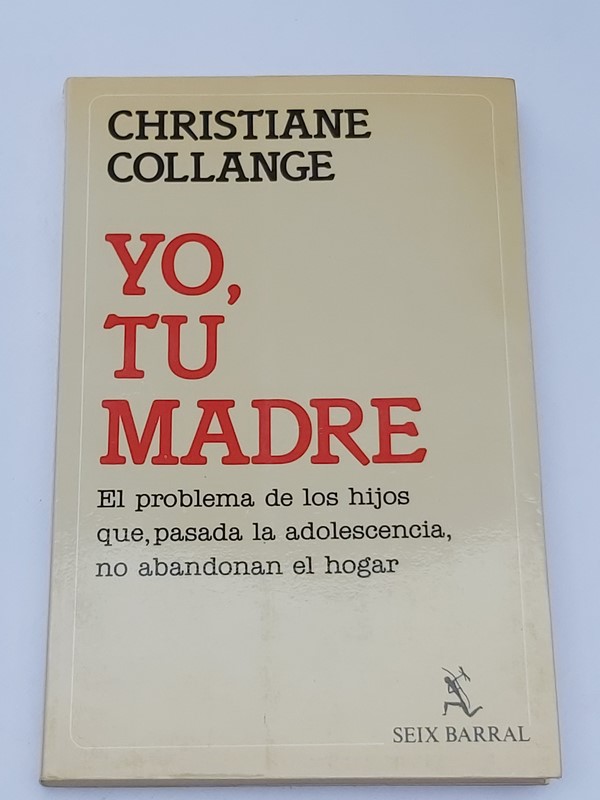 CHRISTIANE
COLLANGE
YO,
TU
MADRE
El problema de los hijos
que, pasada la adolescencia,
no abandonan el hogar
SEIX BARRAL